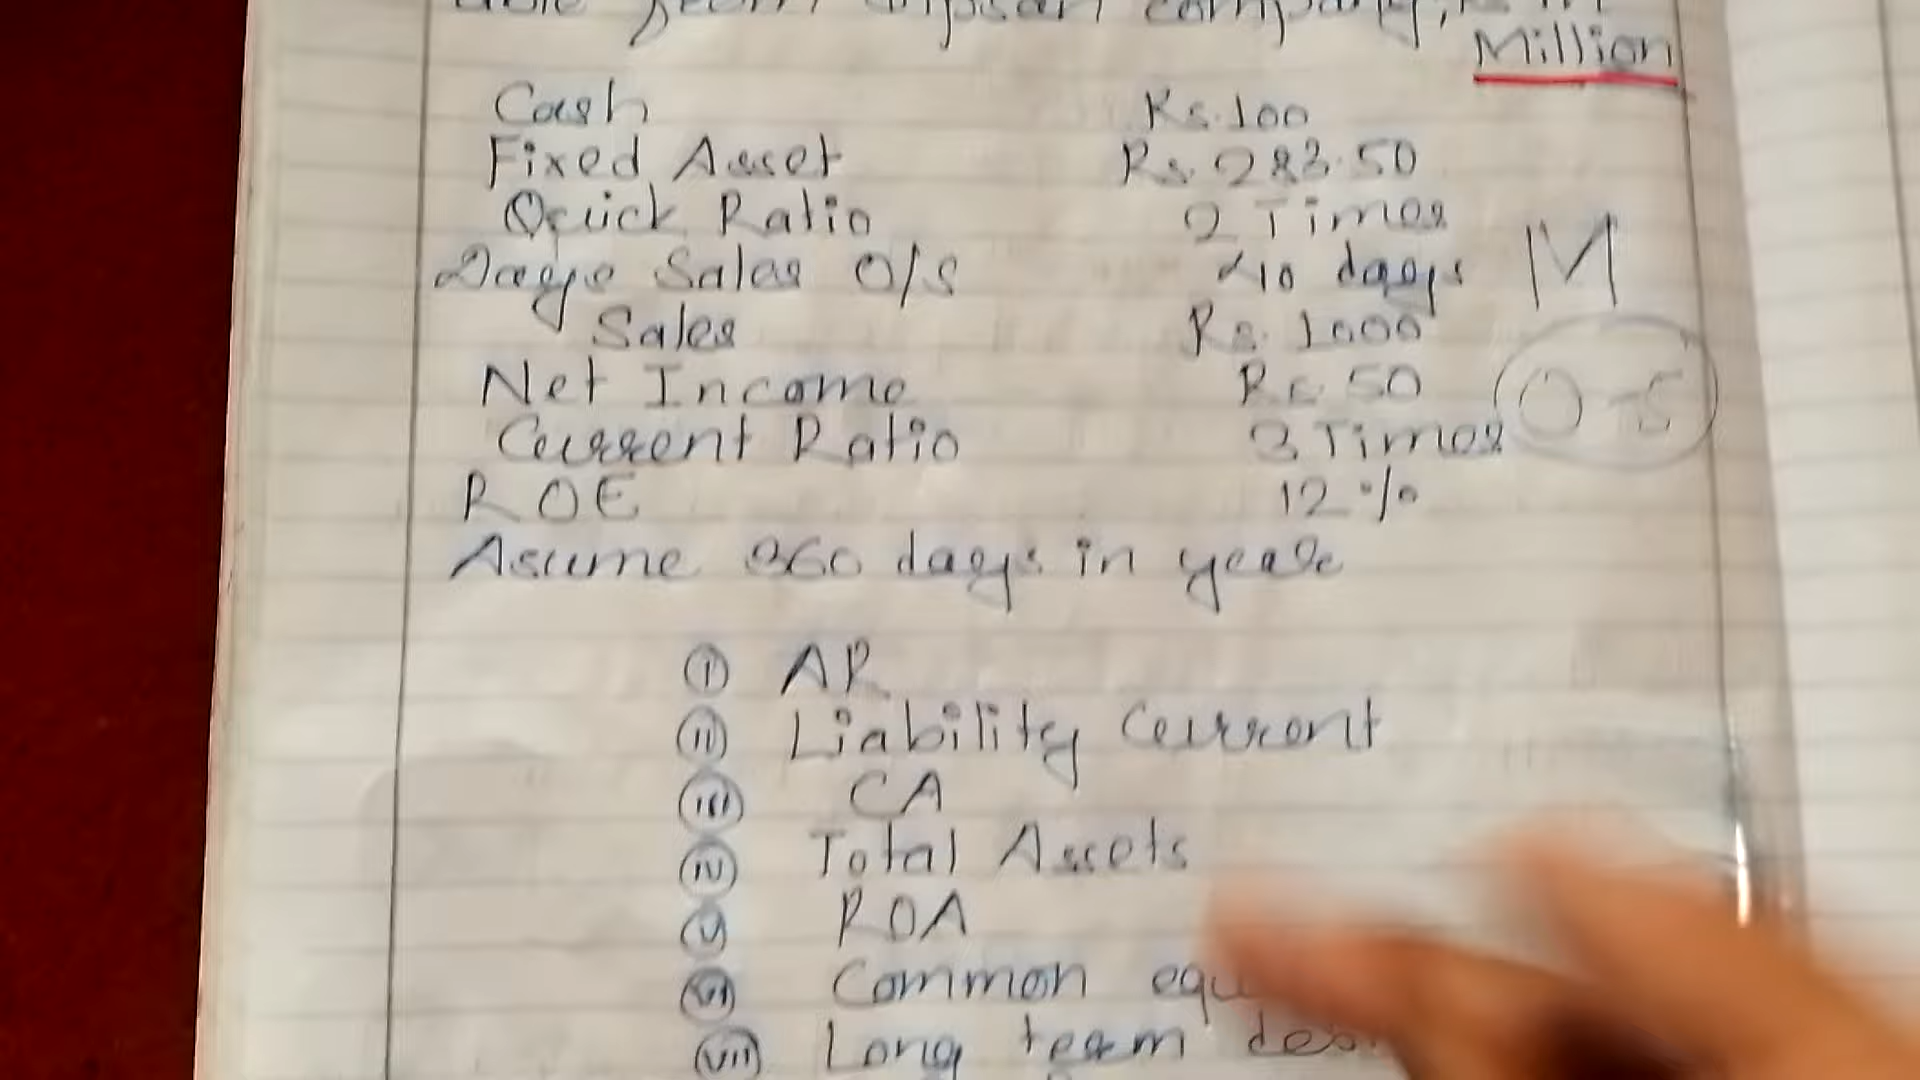 Million
Cash Rs. 100
Fixed Asset Rs. 283.50
Quick Ratio 2 Times
Days Sales O/S 40 days M
Sales Rs. 1000
Net Income Rs 50 O-5
Current Ratio 3 Times
ROE 12%
Asume 360 days in year
(i) AR
(ii) Liability Current
(iii) CA
(iv) Total Assets
(v) ROA
(vi) Common
(vii) Long term